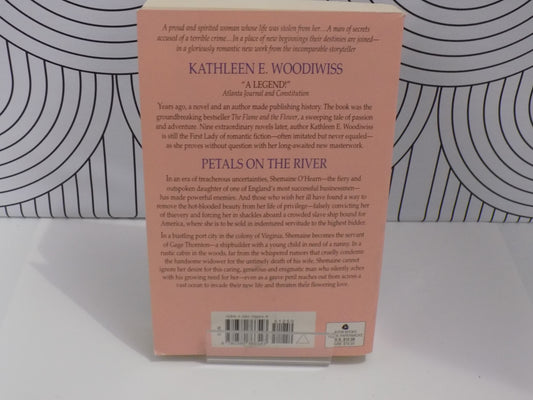 A proud and spirited woman whose life was stolen from her... A man of secrets
accused of a terrible crime... In a place of new beginnings their destinies are joined—
in a gloriously romantic new work from the incomparable storyteller
KATHLEEN E. WOODIWISS
"A LEGEND!"
Atlanta Journal and Constitution
Years ago, a novel and an author made publishing history. The book was the
groundbreaking bestseller The Flame and the Flower, a sweeping tale of passion
and adventure. Nine extraordinary novels later, author Kathleen E. Woodiwiss
is still the First Lady of romantic fiction—often imitated but never equaled—
as she proves without question with her long-awaited new masterwork.
PETALS ON THE RIVER
In an era of treacherous uncertainties, Shemaine O'Hearn—the fiery and
outspoken daughter of one of England's most successful businessmen—
has made powerful enemies. And those who wish her ill have found a way to
remove the hot-blooded beauty from her life of privilege—falsely convicting her
of thievery and forcing her in shackles aboard a crowded slave ship bound for
America, where she is to be sold in indentured servitude to the highest bidder.
In a bustling port city in the colony of Virginia, Shemaine becomes the servant
of Gage Thornton—a shipbuilder with a young child in need of a nanny. In a
rustic cabin in the woods, far from the whispered rumors that cruelly condemn
the handsome widower for the untimely death of his wife, Shemaine cannot
ignore her desire for this caring, generous and enigmatic man who silently aches
with his growing need for her—even as a grave peril reaches out from across a
vast ocean to invade their new life and threaten their flowering love.
AVON BOOKS